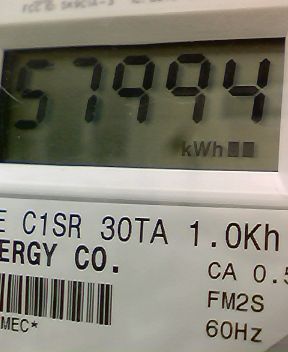 57994
kWh
E C1SR 30TA 1.0Kh
ERGY CO.
CA 0.5
FM2S
MEC*
60Hz